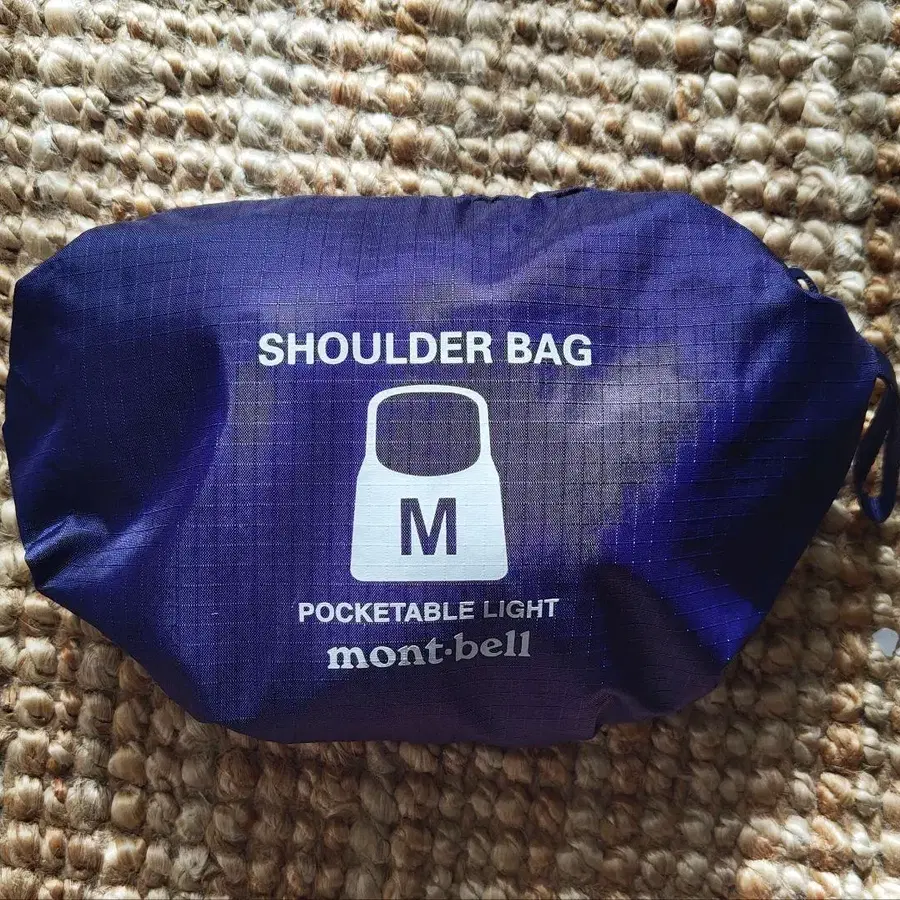 SHOULDER BAG
M
POCKETABLE LIGHT
mont-bell